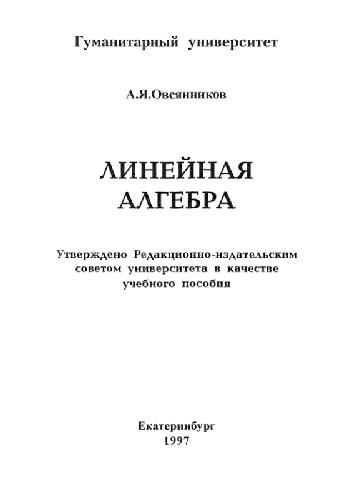 Гуманитарный университет
А.Я.Овсянников
ЛИНЕЙНАЯ
АЛГЕБРА
Утверждено Редакционно-издательским
советом университета в качестве
учебного пособия
Екатеринбург
1997